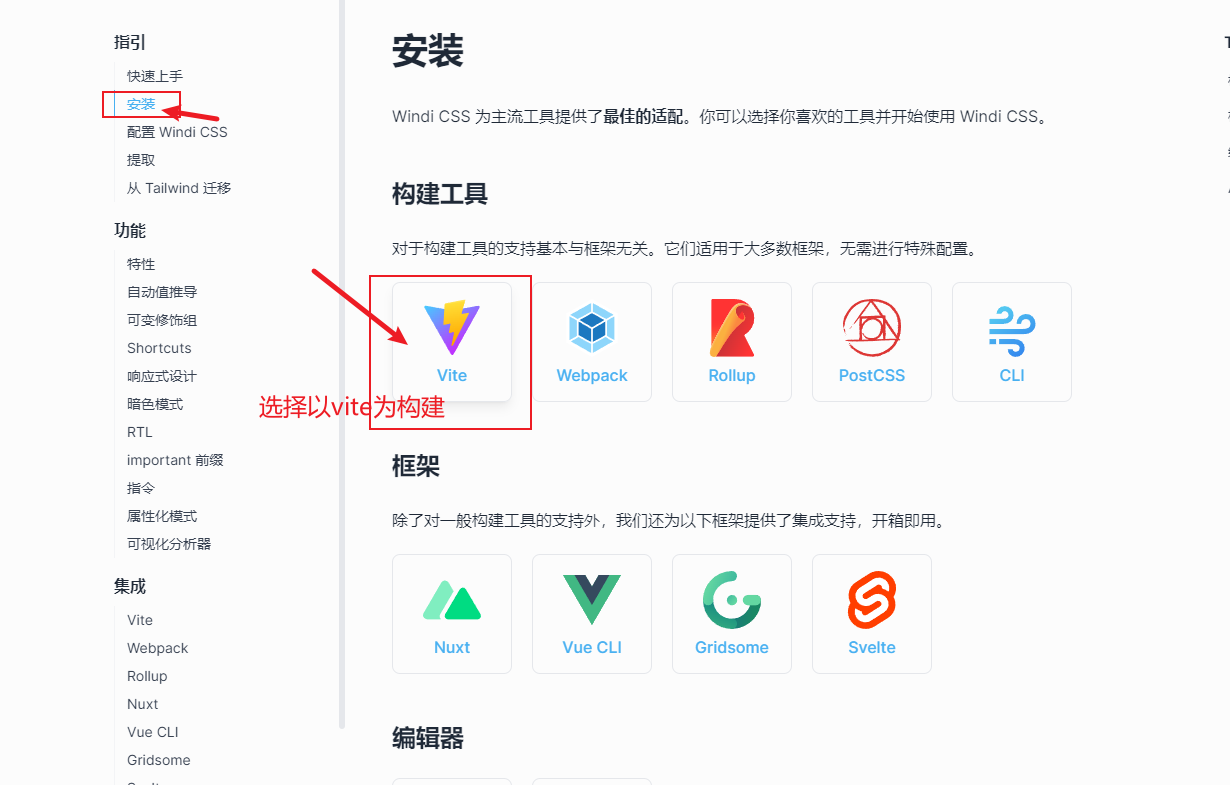 指引
快速上手
安装
配置 Windi CSS
提取
从 Tailwind 迁移
功能
特性
自动值推导
可变修饰组
Shortcuts
响应式设计
暗色模式
RTL
important 前缀
指令
属性化模式
可视化分析器
集成
Vite
Webpack
Rollup
Nuxt
Vue CLI
Gridsome
安装
Windi CSS 为主流工具提供了最佳的适配。你可以选择你喜欢的工具并开始使用 Windi CSS。
构建工具
对于构建工具的支持基本与框架无关。它们适用于大多数框架，无需进行特殊配置。
Vite
Webpack
Rollup
PostCSS
CLI
选择以vite为构建
框架
除了对一般构建工具的支持外，我们还为以下框架提供了集成支持，开箱即用。
Nuxt
Vue CLI
Gridsome
Svelte
编辑器